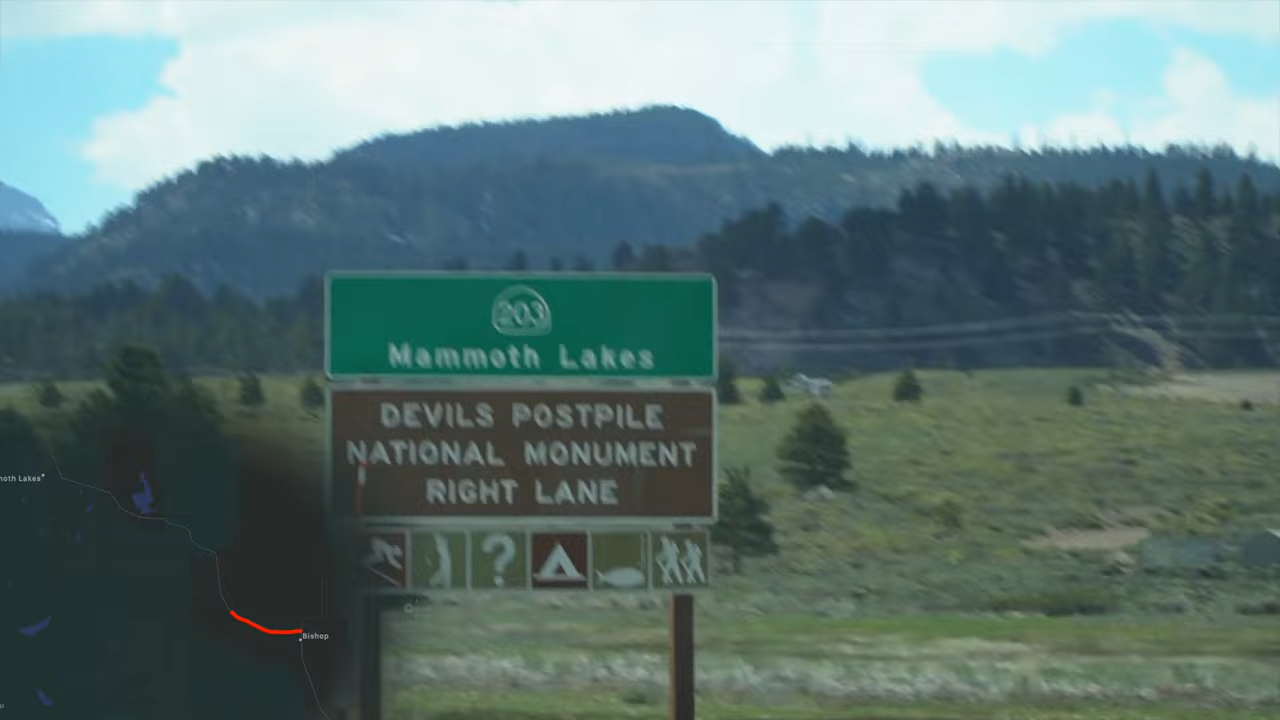 203
Mammoth Lakes
DEVILS POSTPILE
NATIONAL MONUMENT
RIGHT LANE
?
moth Lakes
Bishop